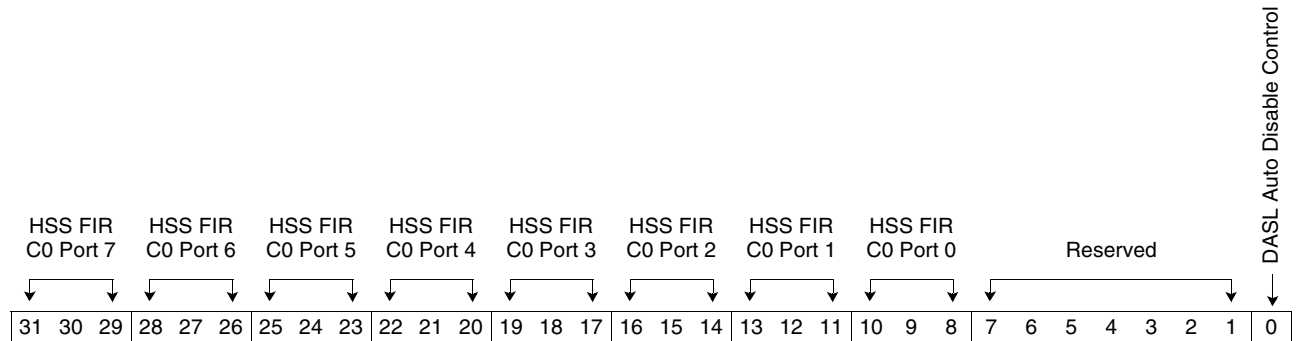 DASL Auto Disable Control
HSS FIR HSS FIR HSS FIR HSS FIR HSS FIR HSS FIR HSS FIR HSS FIR
C0 Port 7 C0 Port 6 C0 Port 5 C0 Port 4 C0 Port 3 C0 Port 2 C0 Port 1 C0 Port 0 Reserved
31 30 29 28 27 26 25 24 23 22 21 20 19 18 17 16 15 14 13 12 11 10 9 8 7 6 5 4 3 2 1 0